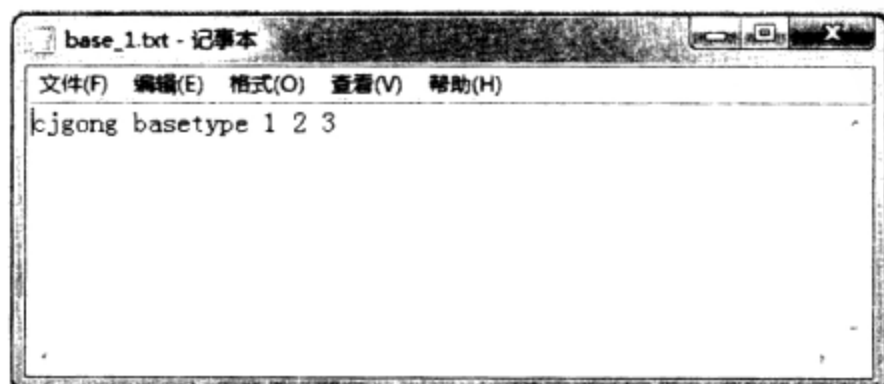 base_1.txt - 记事本
文件(F) 编辑(E) 格式(O) 查看(V) 帮助(H)
cjgong basetype 1 2 3